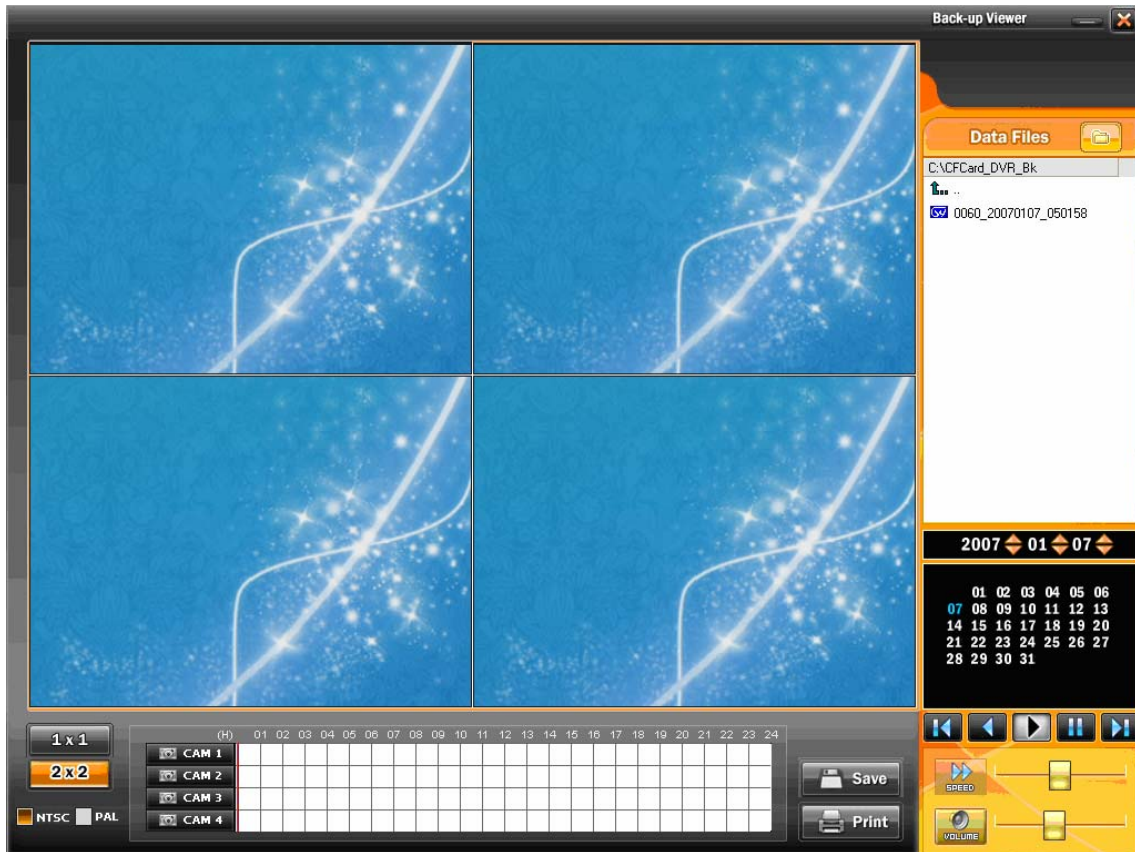 Back-up Viewer
Data Files
C:\CFCard_DVR_Bk
..
0060_20070107_050158
2007 01 07
01 02 03 04 05 06
07 08 09 10 11 12 13
14 15 16 17 18 19 20
21 22 23 24 25 26 27
28 29 30 31
1 x 1
2 x 2
NTSC PAL
(H) 01 02 03 04 05 06 07 08 09 10 11 12 13 14 15 16 17 18 19 20 21 22 23 24
CAM 1
CAM 2
CAM 3
CAM 4
Save
Print
SPEED
VOLUME